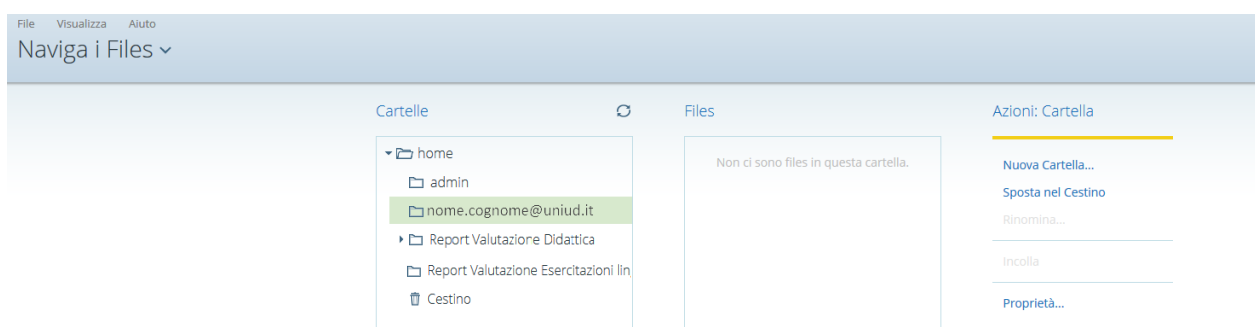 File Visualizza Aiuto
Naviga i Files
Cartelle
home
admin
nome.cognome@uniud.it
Report Valutazione Didattica
Report Valutazione Esercitazioni lin
Cestino
Files
Non ci sono files in questa cartella.
Azioni: Cartella
Nuova Cartella...
Sposta nel Cestino
Rinomina...
Incolla
Proprietà...